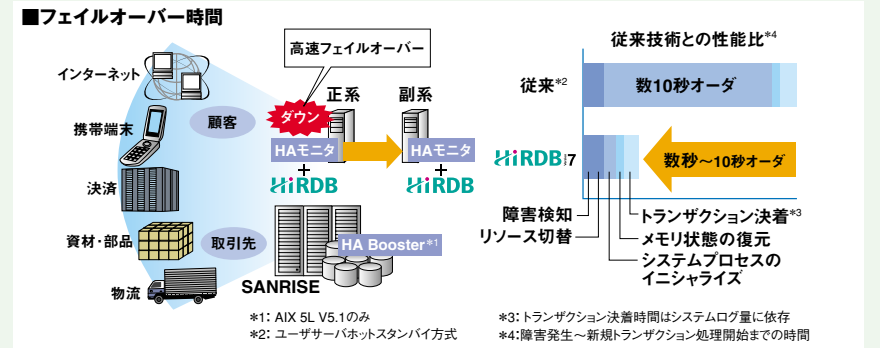 ■フェイルオーバー時間
高速フェイルオーバー
インターネット
携帯端末
決済
資材・部品
物流
顧客
取引先
ダウン
正系
副系
HAモニタ
HAモニタ
+
+
HiRDB
HiRDB
HA Booster*1
SANRISE
*1: AIX 5L V5.1のみ
*2: ユーザサーバホットスタンバイ方式
従来技術との性能比*4
従来*2
数10秒オーダ
HiRDB 7
数秒～10秒オーダ
障害検知
リソース切替
トランザクション決着*3
メモリ状態の復元
システムプロセスの
イニシャライズ
*3: トランザクション決着時間はシステムログ量に依存
*4: 障害発生～新規トランザクション処理開始までの時間